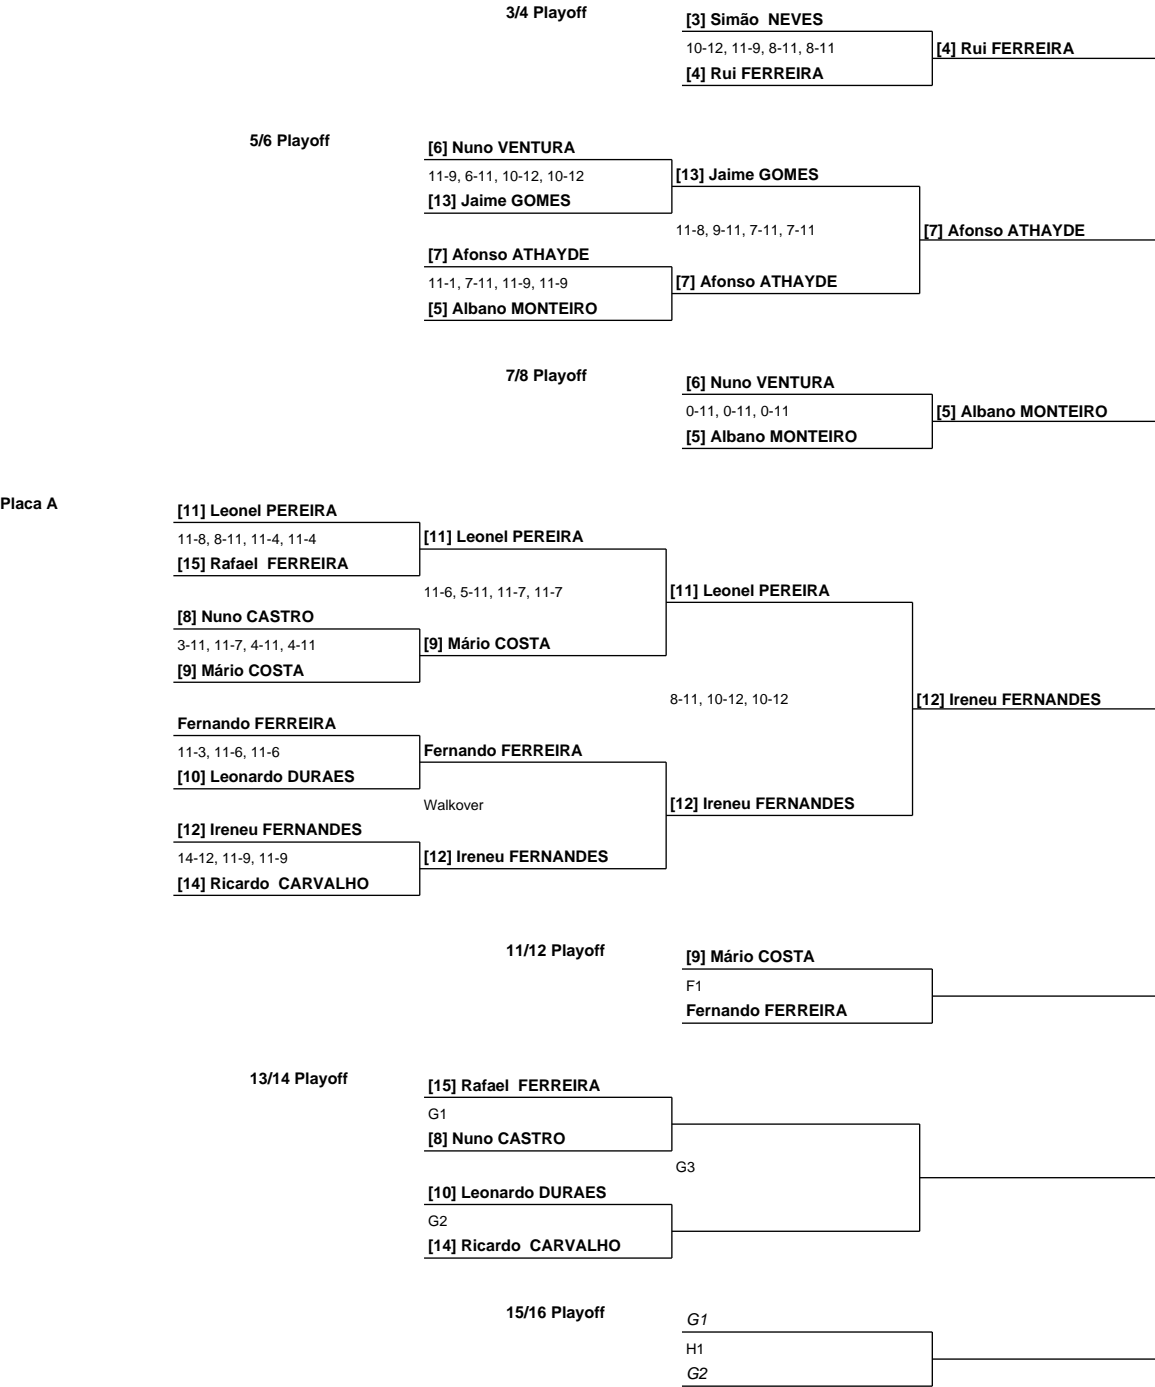 3/4 Playoff
[3] Simão  NEVES
10-12, 11-9, 8-11, 8-11
[4] Rui FERREIRA
[4] Rui FERREIRA
5/6 Playoff
[6] Nuno VENTURA
11-9, 6-11, 10-12, 10-12
[13] Jaime GOMES
[13] Jaime GOMES
11-8, 9-11, 7-11, 7-11
[7] Afonso ATHAYDE
[7] Afonso ATHAYDE
11-1, 7-11, 11-9, 11-9
[7] Afonso ATHAYDE
[5] Albano MONTEIRO
7/8 Playoff
[6] Nuno VENTURA
0-11, 0-11, 0-11
[5] Albano MONTEIRO
[5] Albano MONTEIRO
Placa A
[11] Leonel PEREIRA
11-8, 8-11, 11-4, 11-4
[11] Leonel PEREIRA
[15] Rafael  FERREIRA
11-6, 5-11, 11-7, 11-7
[11] Leonel PEREIRA
[8] Nuno CASTRO
3-11, 11-7, 4-11, 4-11
[9] Mário COSTA
[9] Mário COSTA
8-11, 10-12, 10-12
[12] Ireneu FERNANDES
Fernando FERREIRA
11-3, 11-6, 11-6
Fernando FERREIRA
[10] Leonardo DURAES
Walkover
[12] Ireneu FERNANDES
[12] Ireneu FERNANDES
14-12, 11-9, 11-9
[12] Ireneu FERNANDES
[14] Ricardo  CARVALHO
11/12 Playoff
[9] Mário COSTA
F1
Fernando FERREIRA
13/14 Playoff
[15] Rafael  FERREIRA
G1
[8] Nuno CASTRO
G3
[10] Leonardo DURAES
G2
[14] Ricardo  CARVALHO
15/16 Playoff
G1
H1
G2